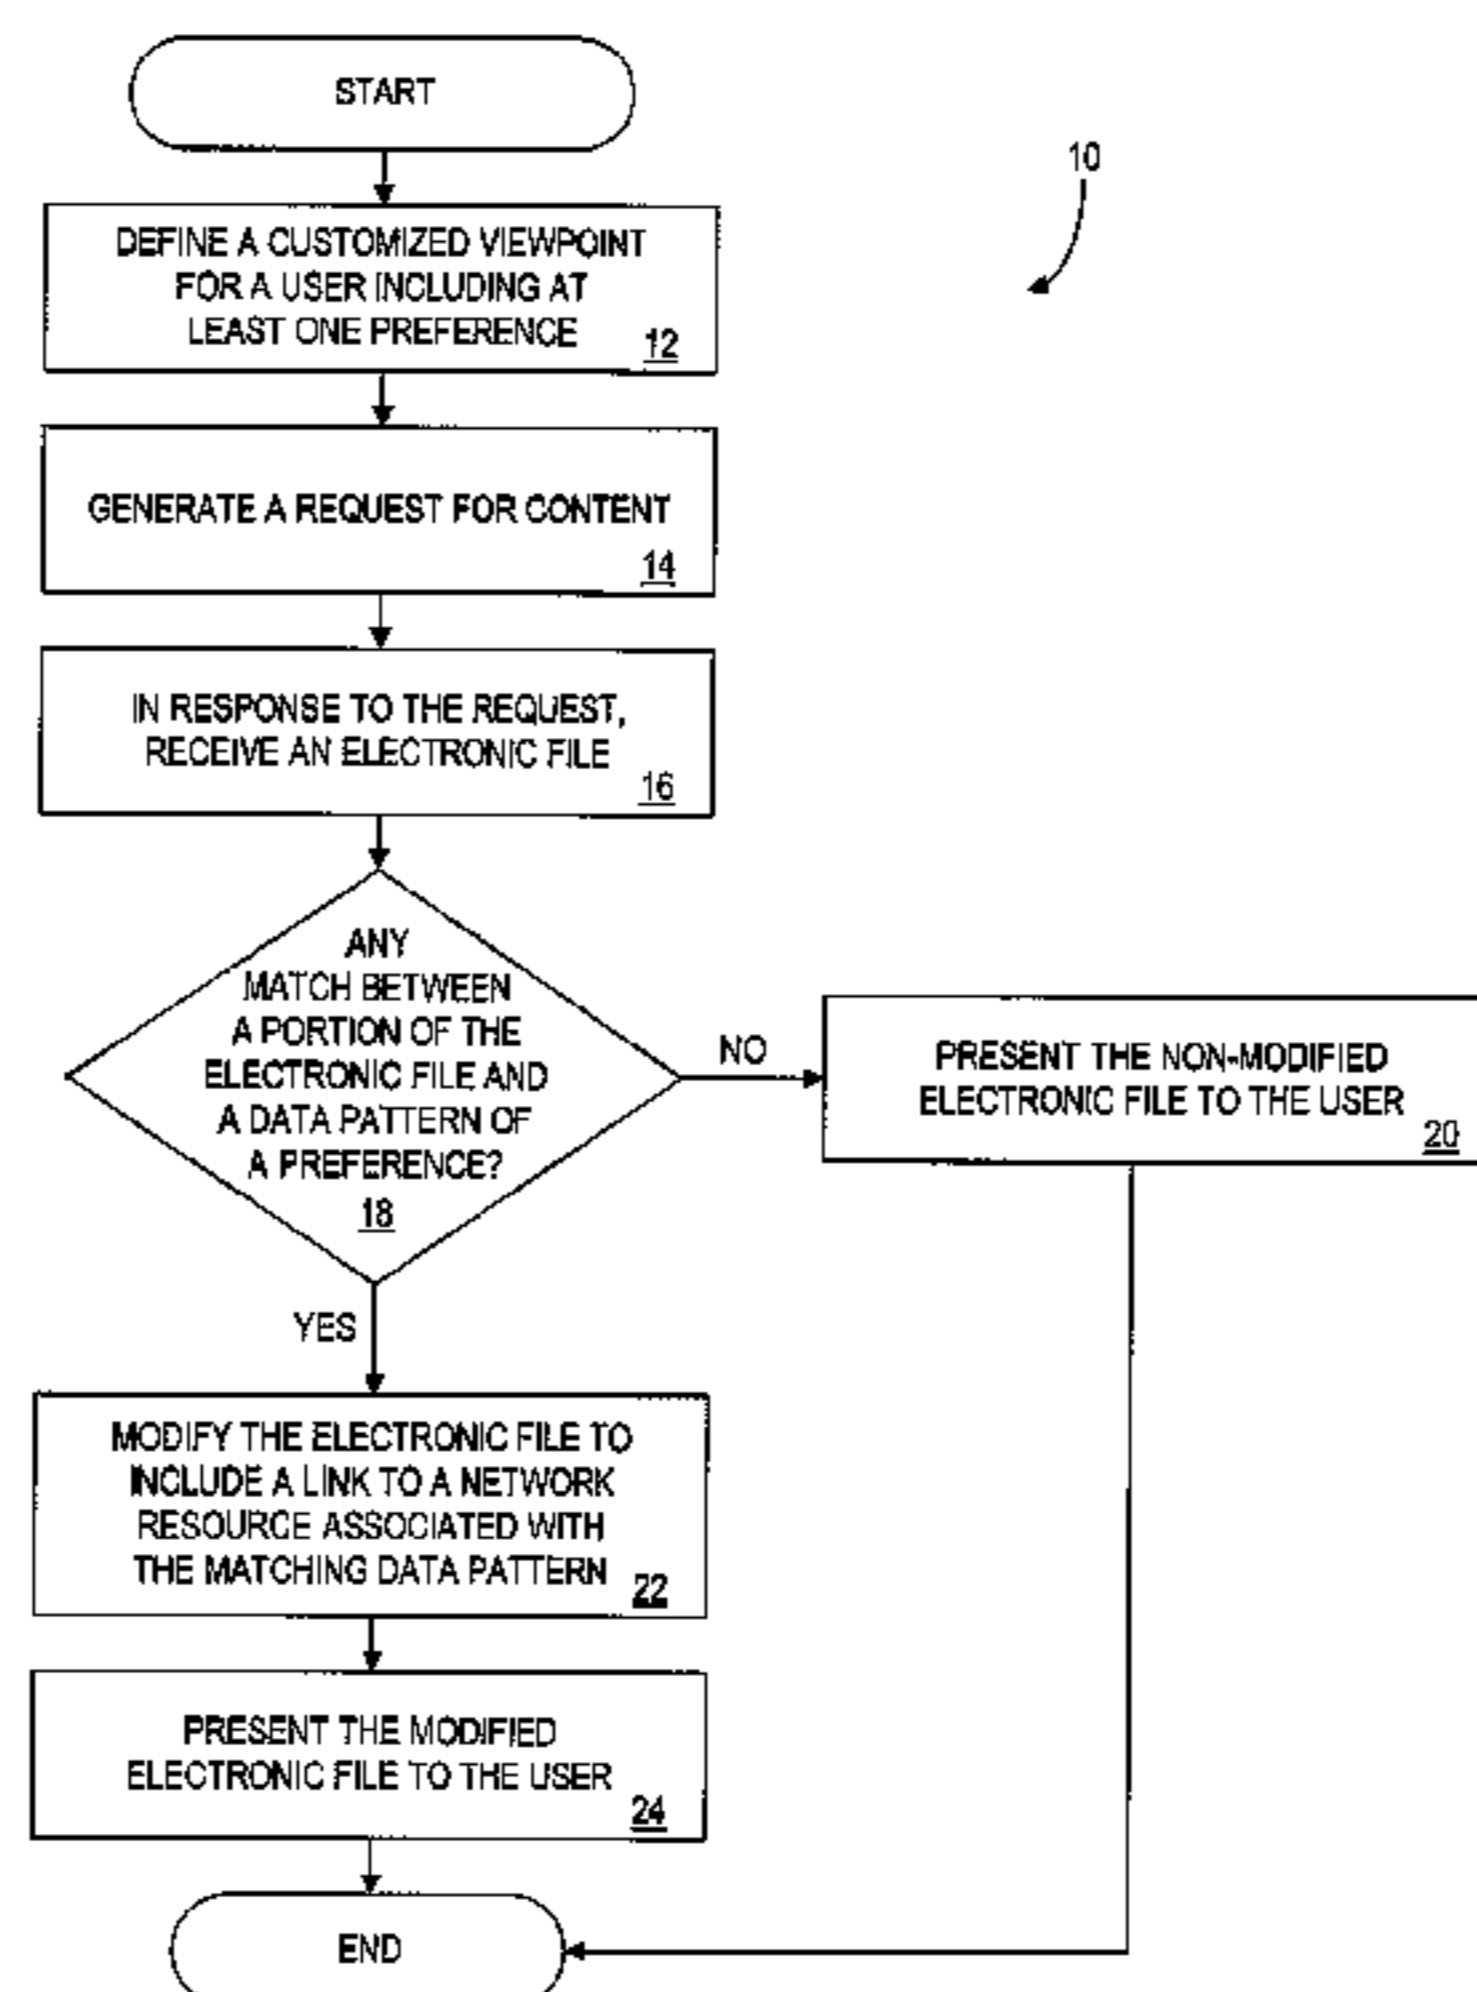 START
10
DEFINE A CUSTOMIZED VIEWPOINT
FOR A USER INCLUDING AT
LEAST ONE PREFERENCE
12
GENERATE A REQUEST FOR CONTENT
14
IN RESPONSE TO THE REQUEST,
RECEIVE AN ELECTRONIC FILE
16
ANY
MATCH BETWEEN
A PORTION OF THE
ELECTRONIC FILE AND
A DATA PATTERN OF
A PREFERENCE?
18
NO
PRESENT THE NON-MODIFIED
ELECTRONIC FILE TO THE USER
20
YES
MODIFY THE ELECTRONIC FILE TO
INCLUDE A LINK TO A NETWORK
RESOURCE ASSOCIATED WITH
THE MATCHING DATA PATTERN
22
PRESENT THE MODIFIED
ELECTRONIC FILE TO THE USER
24
END